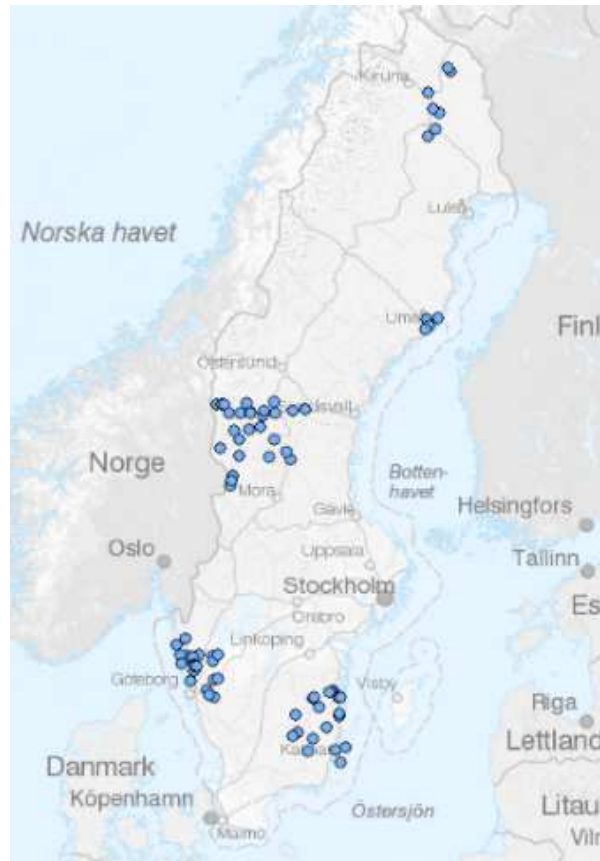 Kiruna
Luleå
Norska havet
Umeå
Östersund
Sundsvall
Norge
Mora
Botten-
havet
Gävle
Helsingfors
Oslo
Uppsala
Tallinn
Stockholm
Es
Örebro
Linköping
Göteborg
Visby
Riga
Lettland
Danmark
Köpenhamn
Östersjön
Litau
Malmö
Viln
Finl